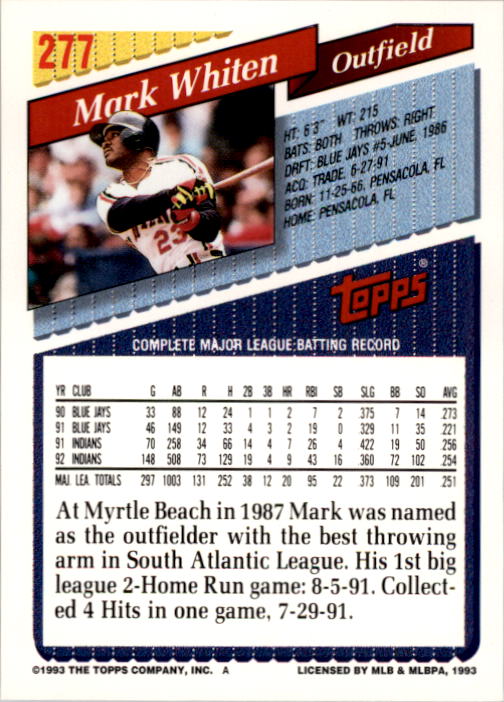 277
Mark Whiten
Outfield
HT: 6'3" WT: 215
BATS: BOTH THROWS: RIGHT
DRFT: BLUE JAYS #5-JUNE, 1986
ACQ: TRADE, 6-27-91
BORN: 11-25-66, PENSACOLA, FL
HOME: PENSACOLA, FL
23
TOPPS®
COMPLETE MAJOR LEAGUE BATTING RECORD
YR CLUB G AB R H 2B 3B HR RBI SB SLG BB SO AVG
90 BLUE JAYS 33 88 12 24 1 1 2 7 2 .375 7 14 .273
91 BLUE JAYS 46 149 12 33 4 3 2 19 0 .329 11 35 .221
91 INDIANS 70 258 34 66 14 4 7 26 4 .422 19 50 .256
92 INDIANS 148 508 73 129 19 4 9 43 16 .360 72 102 .254
MAJ. LEA. TOTALS 297 1003 131 252 38 12 20 95 22 .373 109 201 .251
At Myrtle Beach in 1987 Mark was named
as the outfielder with the best throwing
arm in South Atlantic League. His 1st big
league 2-Home Run game: 8-5-91. Collect-
ed 4 Hits in one game, 7-29-91.
©1993 THE TOPPS COMPANY, INC. A LICENSED BY MLB & MLBPA, 1993